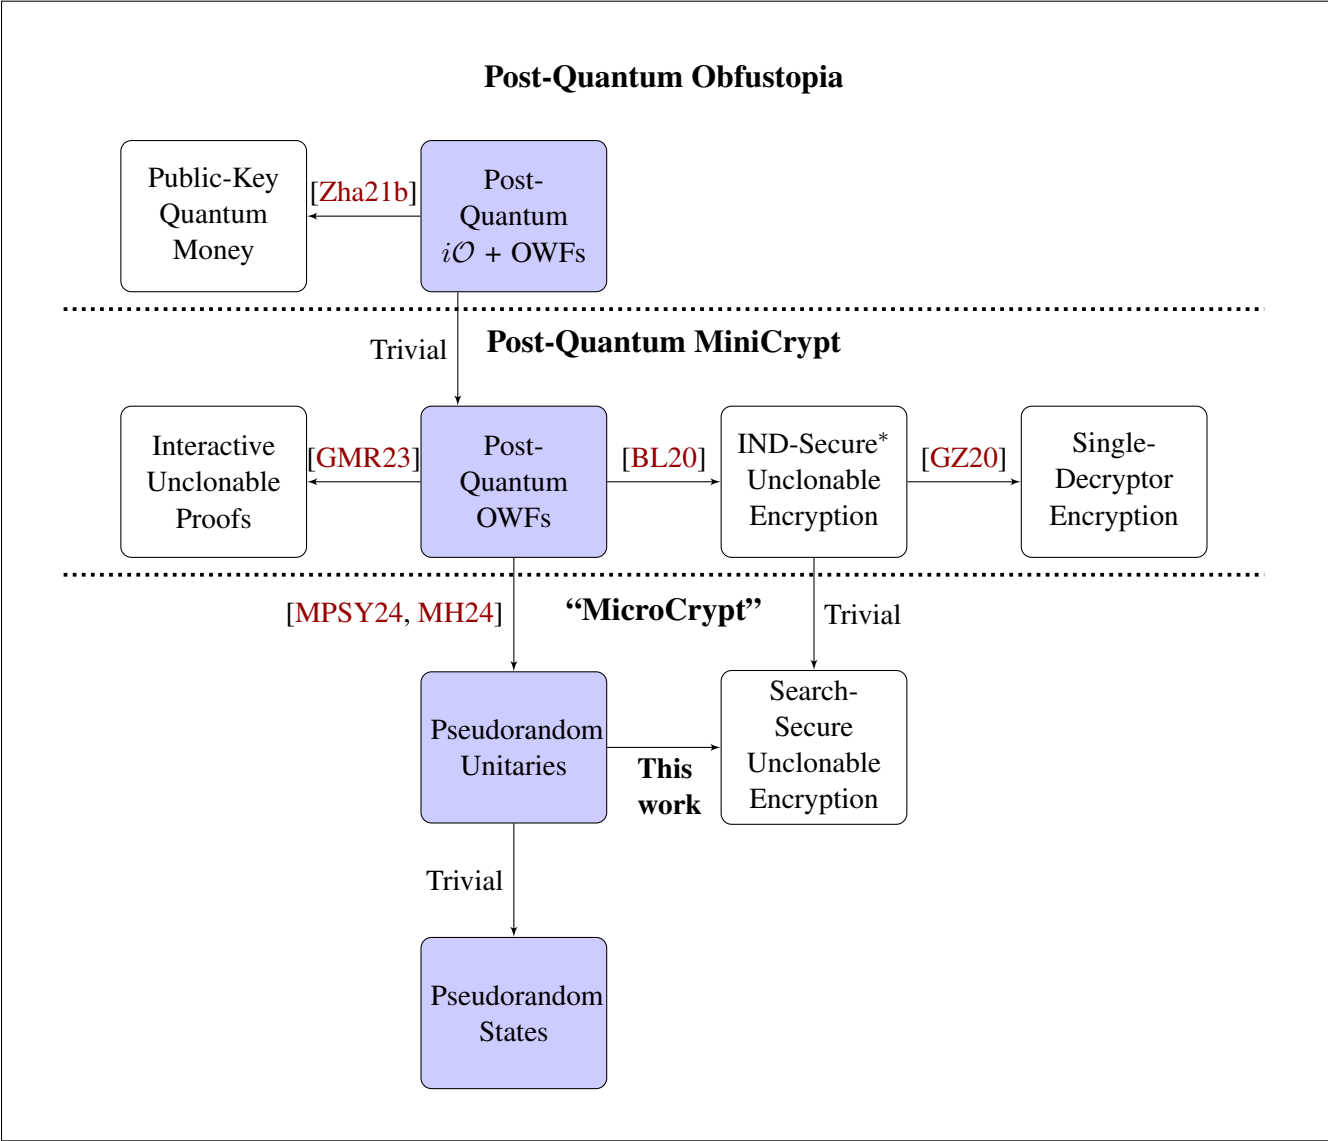 Post-Quantum Obfustopia
Public-Key
Quantum
Money
[Zha21b]
Post-
Quantum
iO + OWFs
Trivial
Post-Quantum MiniCrypt
Interactive
Unclonable
Proofs
[GMR23]
Post-
Quantum
OWFs
[BL20]
IND-Secure*
Unclonable
Encryption
[GZ20]
Single-
Decryptor
Encryption
[MPSY24, MH24]
“MicroCrypt”
Trivial
Pseudorandom
Unitaries
This
work
Search-
Secure
Unclonable
Encryption
Trivial
Pseudorandom
States